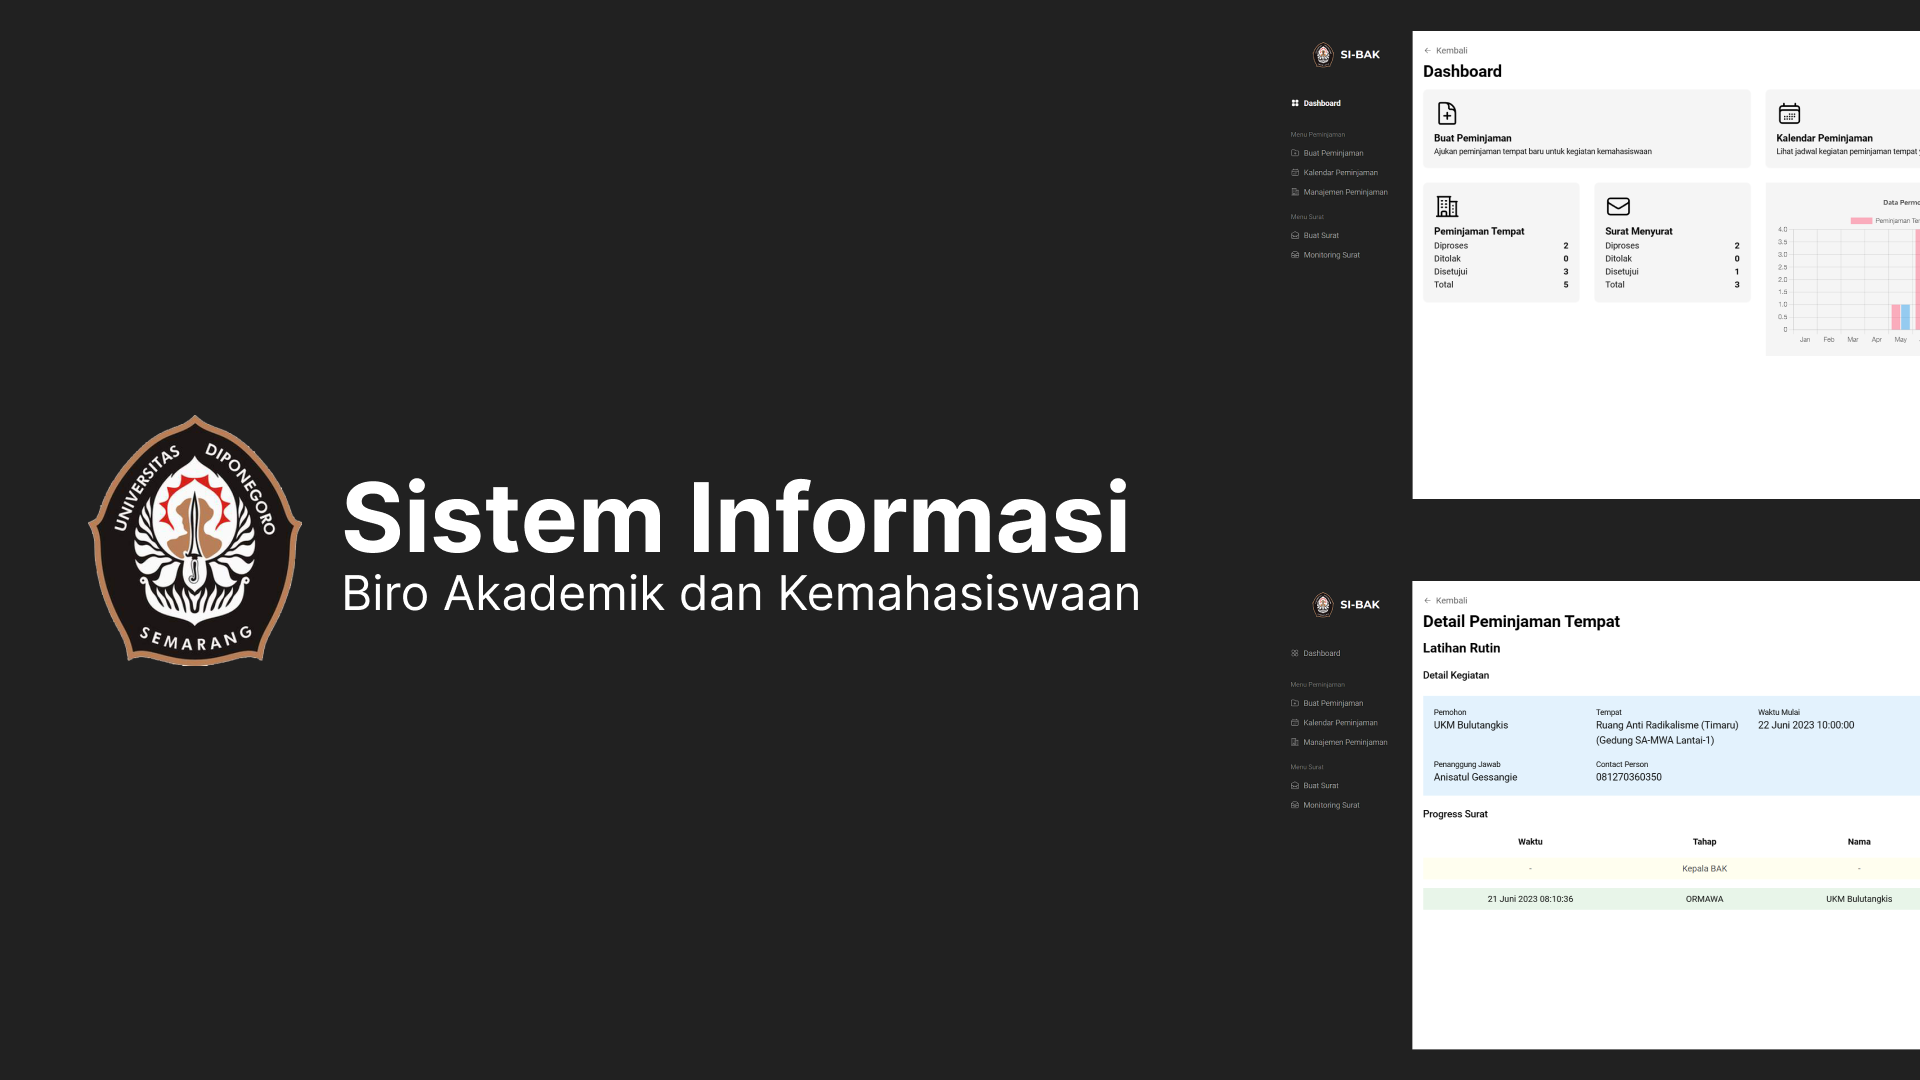 UNIVERSITAS DIPONEGORO
SEMARANG
Sistem Informasi
Biro Akademik dan Kemahasiswaan
SI-BAK
Dashboard
Menu Peminjaman
Buat Peminjaman
Kalendar Peminjaman
Manajemen Peminjaman
Menu Surat
Buat Surat
Monitoring Surat
Kembali
Dashboard
Buat Peminjaman
Ajukan peminjaman tempat baru untuk kegiatan kemahasiswaan
Kalendar Peminjaman
Lihat jadwal kegiatan peminjaman tempat
Peminjaman Tempat
Diproses 2
Ditolak 0
Disetujui 3
Total 5
Surat Menyurat
Diproses 2
Ditolak 0
Disetujui 1
Total 3
Data Permo
Peminjaman Te
4.0
3.5
3.0
2.5
2.0
1.5
1.0
0.5
0
Jan Feb Mar Apr May
SI-BAK
Dashboard
Menu Peminjaman
Buat Peminjaman
Kalendar Peminjaman
Manajemen Peminjaman
Menu Surat
Buat Surat
Monitoring Surat
Kembali
Detail Peminjaman Tempat
Latihan Rutin
Detail Kegiatan
Pemohon
UKM Bulutangkis
Tempat
Ruang Anti Radikalisme (Timaru)
(Gedung SA-MWA Lantai-1)
Waktu Mulai
22 Juni 2023 10:00:00
Penanggung Jawab
Anisatul Gessangie
Contact Person
081270360350
Progress Surat
Waktu Tahap Nama
- Kepala BAK -
21 Juni 2023 08:10:36 ORMAWA UKM Bulutangkis